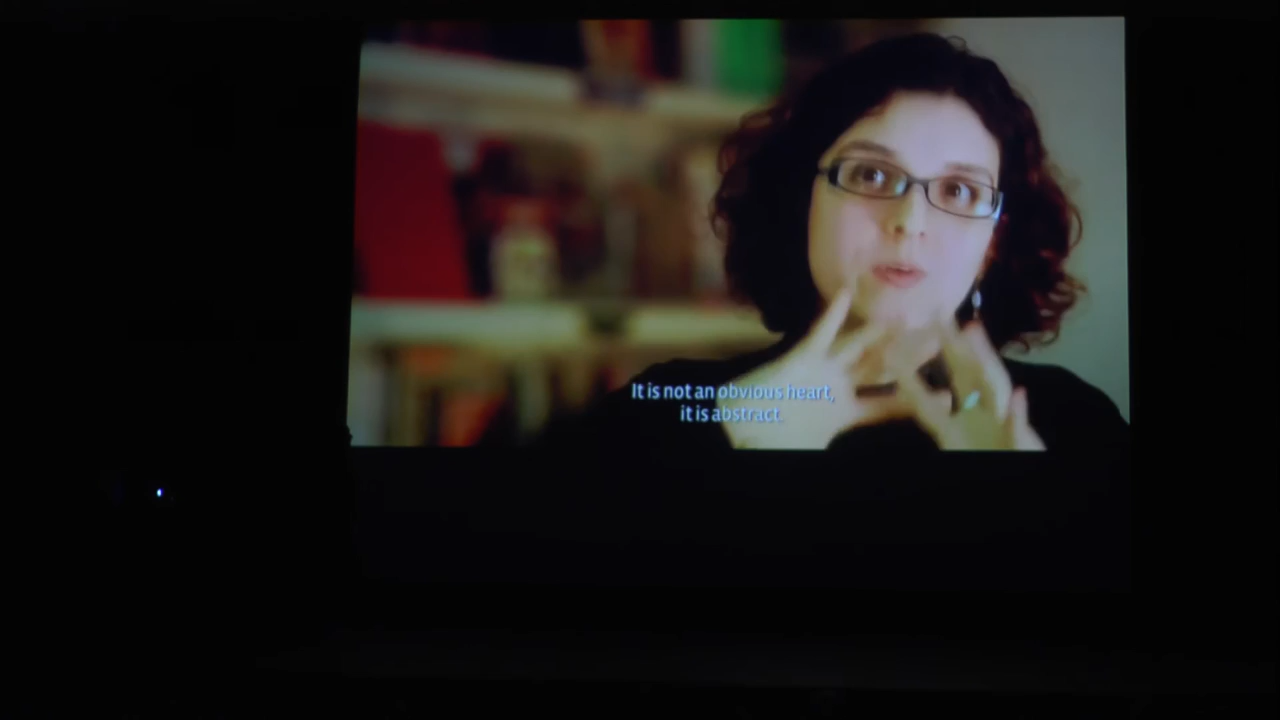 It is not an obvious heart,
it is abstract.